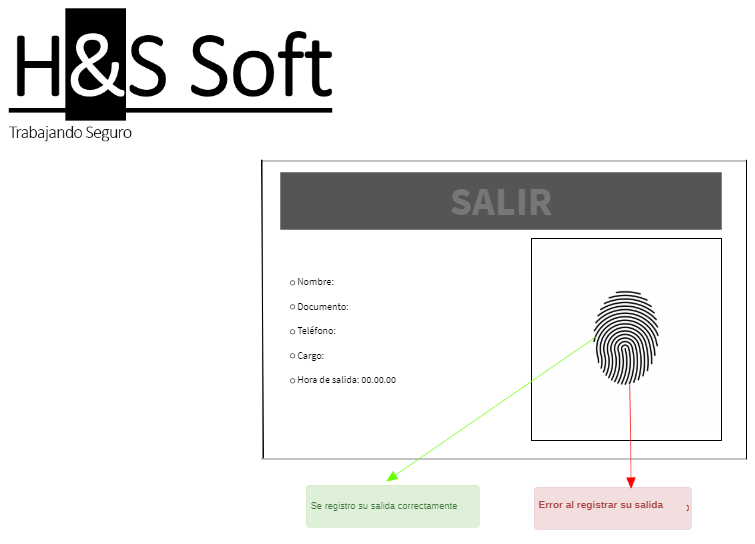 H&S Soft
Trabajando Seguro
SALIR
Nombre:
Documento:
Teléfono:
Cargo:
Hora de salida: 00.00.00
Se registro su salida correctamente
Error al registrar su salida